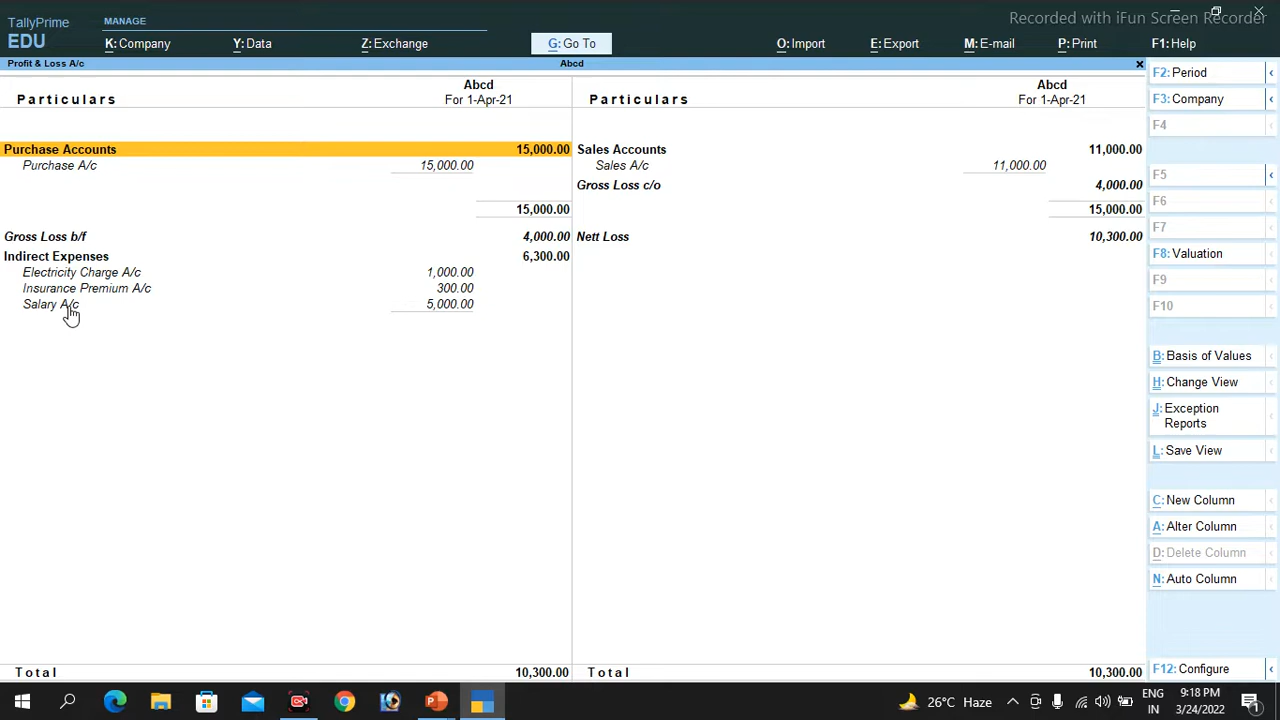 Recorded with iFun Screen Recorder
TallyPrime
EDU
MANAGE
K:Company Y:Data Z:Exchange G:Go To O:Import E:Export M:E-mail P:Print F1:Help
Profit & Loss A/c Abcd
Particulars Abcd
For 1-Apr-21
Purchase Accounts 15,000.00
Purchase A/c 15,000.00
15,000.00
Gross Loss b/f 4,000.00
Indirect Expenses 6,300.00
Electricity Charge A/c 1,000.00
Insurance Premium A/c 300.00
Salary A/c 5,000.00
Total 10,300.00
Particulars Abcd
For 1-Apr-21
Sales Accounts 11,000.00
Sales A/c 11,000.00
Gross Loss c/o 4,000.00
15,000.00
Nett Loss 10,300.00
Total 10,300.00
F2:Period
F3:Company
F4
F5
F6
F7
F8:Valuation
F9
F10
B:Basis of Values
H:Change View
J:Exception
Reports
L:Save View
C:New Column
A:Alter Column
D:Delete Column
N:Auto Column
F12:Configure
26°C Haze
ENG
IN
9:18 PM
3/24/2022
1